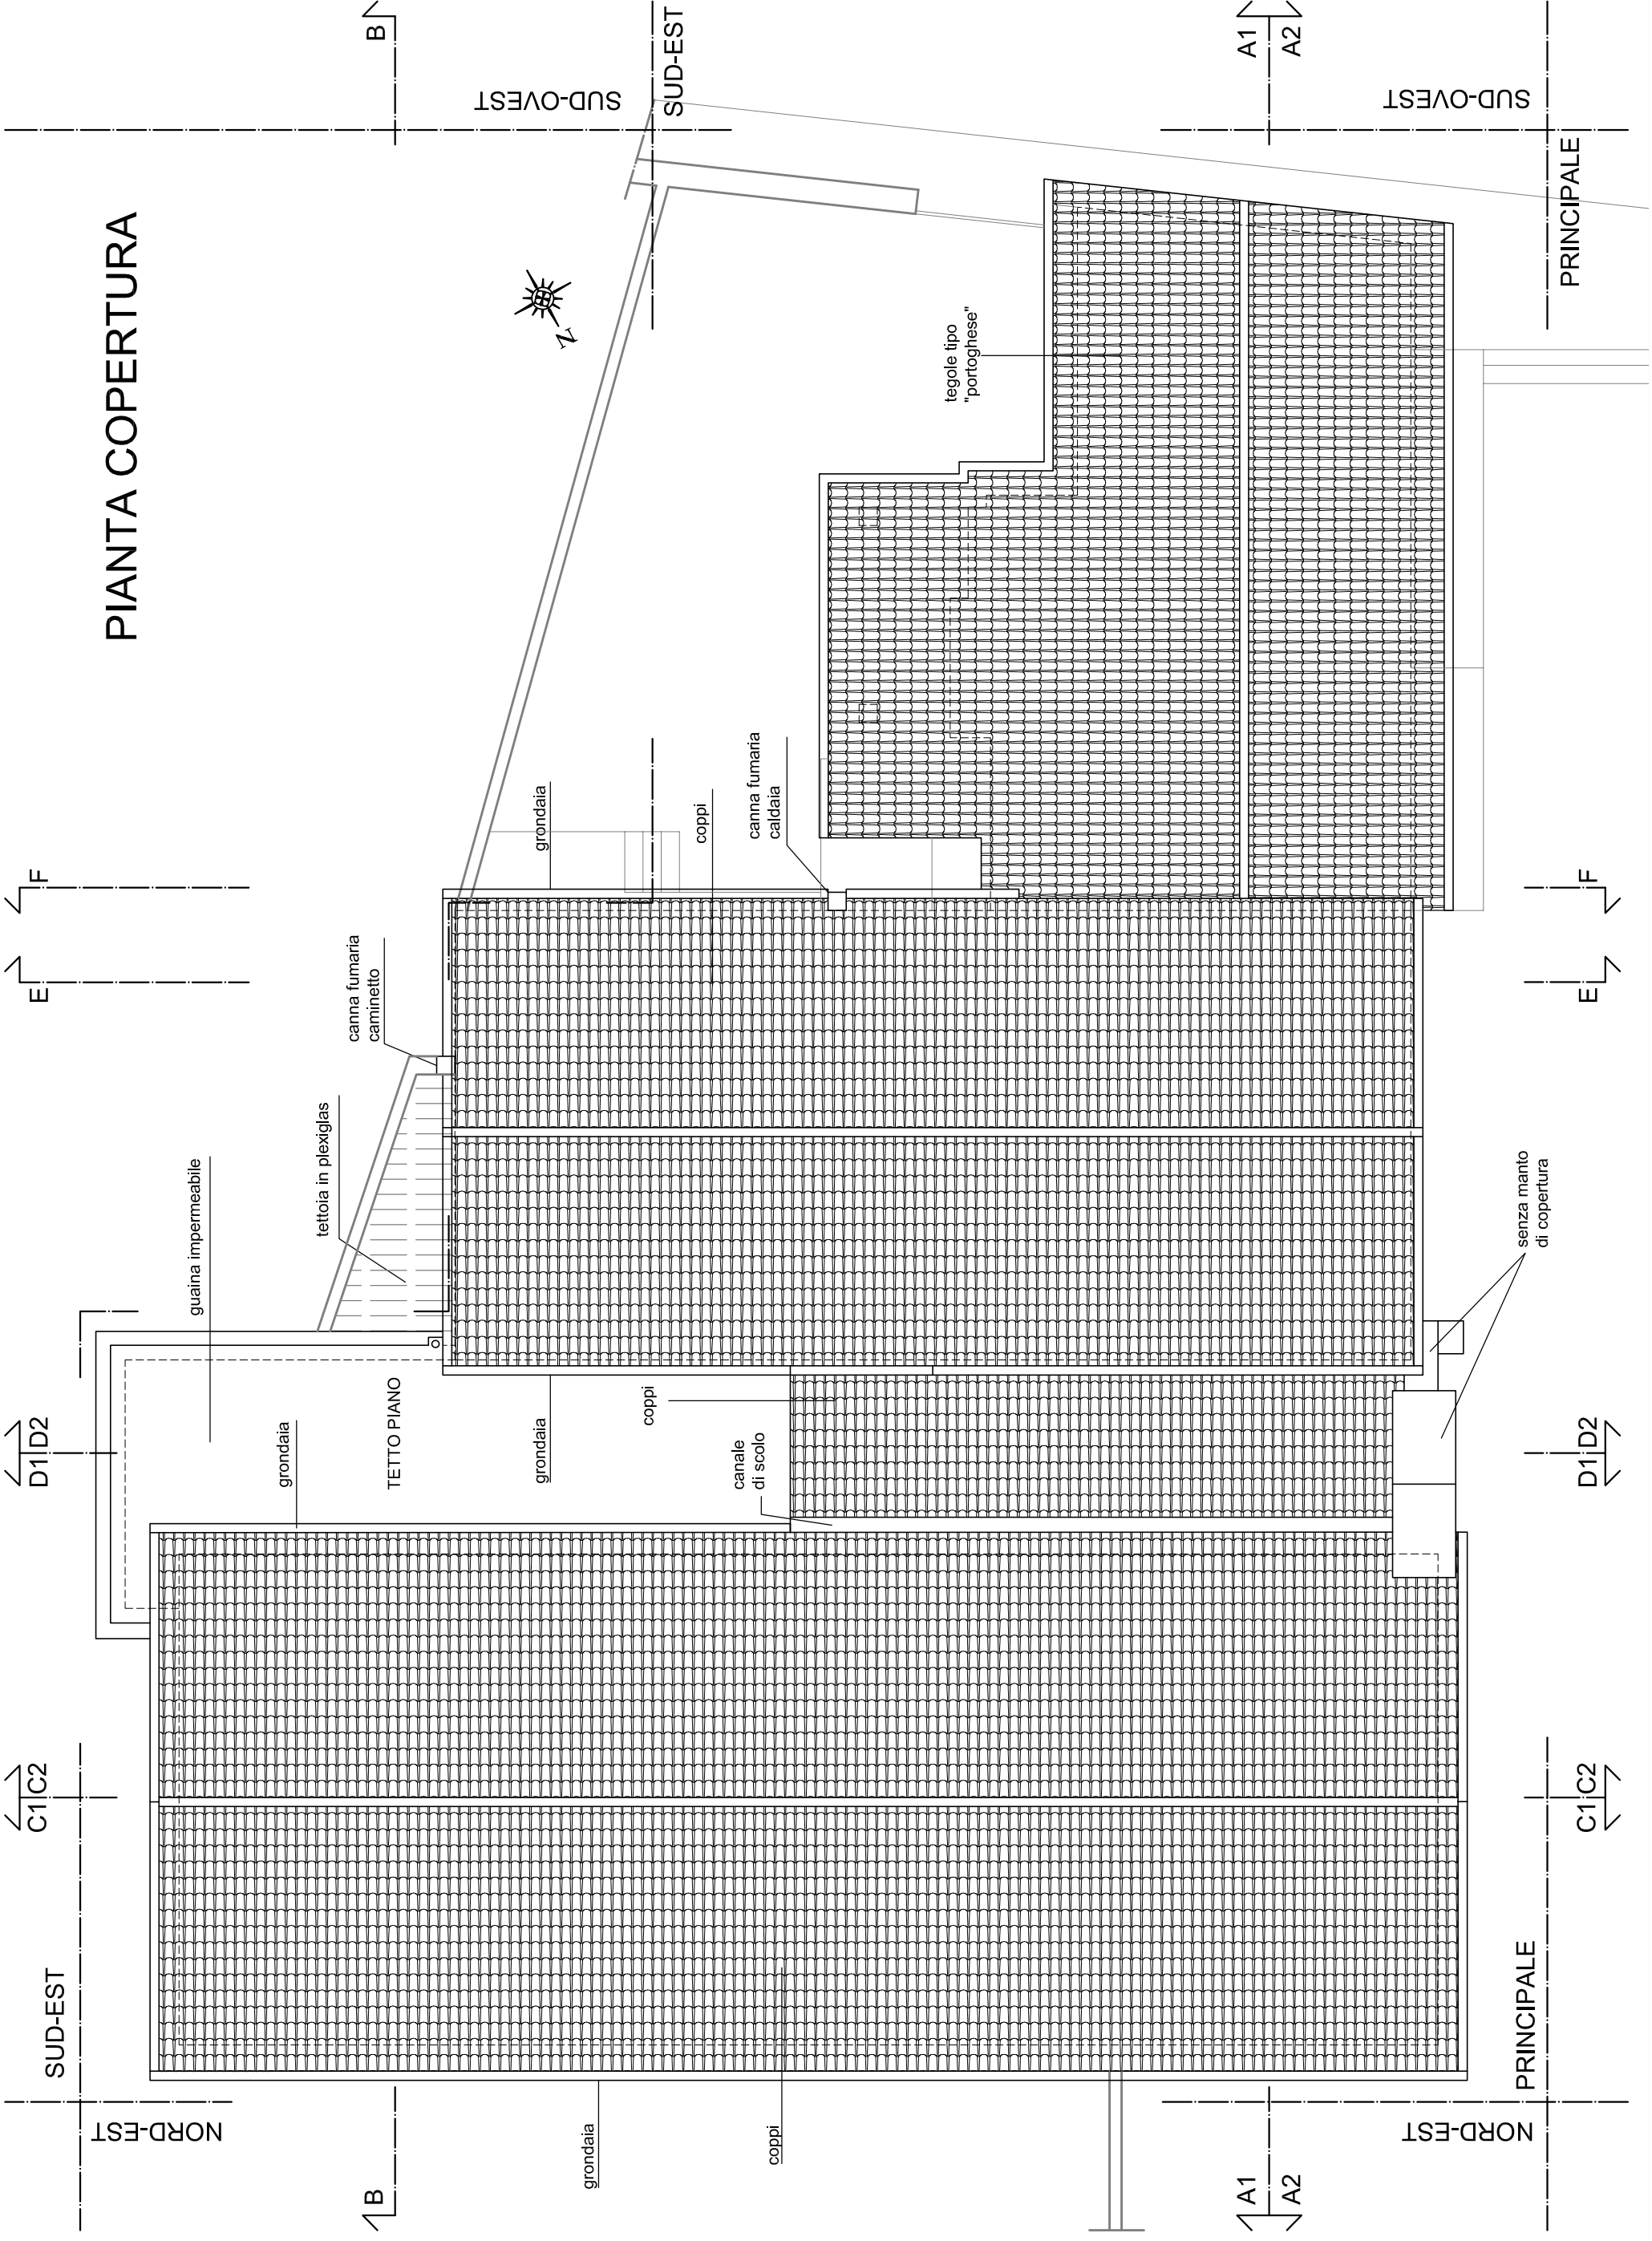 PIANTA COPERTURA
B
SUD-OVEST
SUD-EST
A1
A2
SUD-OVEST
PRINCIPALE
N
tegole tipo
"portoghese"
F
E
grondaia
coppi
canna fumaria
caldaia
canna fumaria
caminetto
F
E
tettoia in plexiglas
guaina impermeabile
senza manto
di copertura
D1 D2
grondaia
TETTO PIANO
grondaia
coppi
canale
di scolo
D1 D2
C1 C2
C1 C2
SUD-EST
NORD-EST
B
grondaia
coppi
A1
A2
PRINCIPALE
NORD-EST